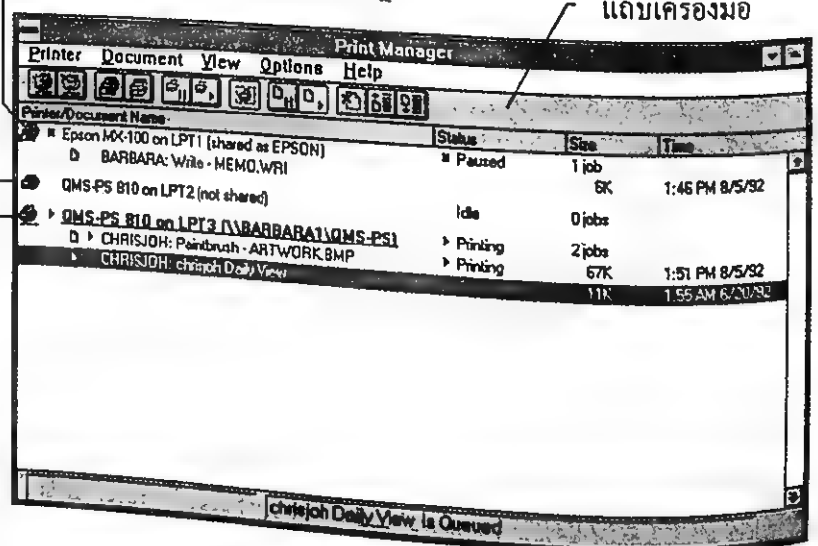 แถบเครื่องมือ
Print Manager
Printer Document View Options Help
Printer/Document Name Status Size Time
Epson MX-100 on LPT1 [shared as EPSON] Paused 1 job
BARBARA: Write - MEMO.WRI 6K 1:46 PM 8/5/92
QMS-PS 810 on LPT2 (not shared) Idle 0 jobs
QMS-PS 810 on LPT3 [\\BARBARA1\QMS-PS] Printing 2 jobs
CHRISJOH: Paintbrush - ARTWORK.BMP Printing 67K 1:51 PM 8/5/92
CHRISJOH: chrisjoh Daily View 11K 1:55 AM 6/20/92
chrisjoh Daily View is Queued